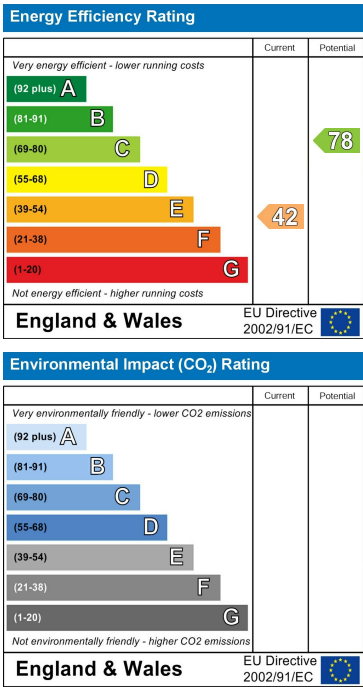 Energy Efficiency Rating
Current Potential
Very energy efficient - lower running costs
(92 plus) A
(81-91) B
(69-80) C
(55-68) D
(39-54) E
(21-38) F
(1-20) G
78
42
Not energy efficient - higher running costs
England & Wales
EU Directive
2002/91/EC
Environmental Impact (CO₂) Rating
Current Potential
Very environmentally friendly - lower CO2 emissions
(92 plus) A
(81-91) B
(69-80) C
(55-68) D
(39-54) E
(21-38) F
(1-20) G
Not environmentally friendly - higher CO2 emissions
England & Wales
EU Directive
2002/91/EC